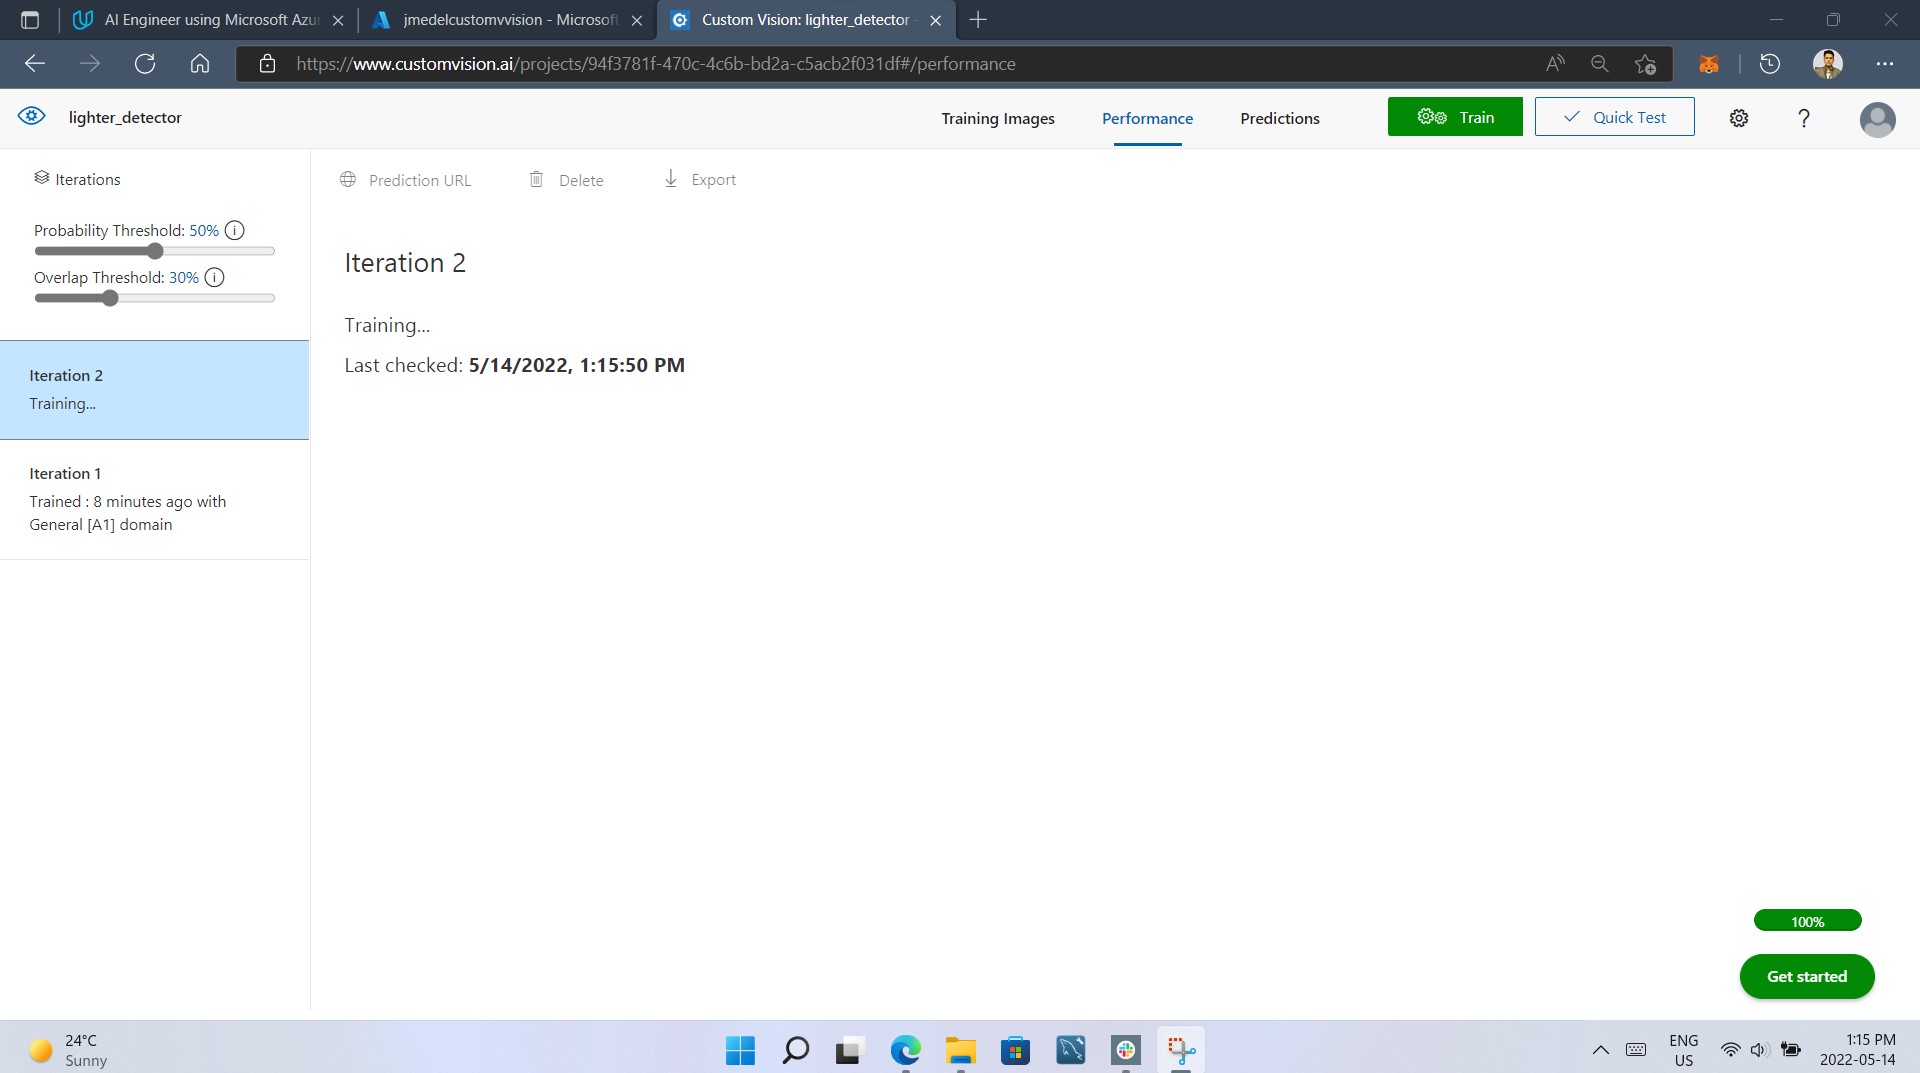 AI Engineer using Microsoft Azu
jmedelcustomvvision - Microsoft
Custom Vision: lighter_detector -
https://www.customvision.ai/projects/94f3781f-470c-4c6b-bd2a-c5acb2f031df#/performance
lighter_detector
Training Images
Performance
Predictions
Train
Quick Test
?
Iterations
Prediction URL
Delete
Export
Probability Threshold: 50%
Overlap Threshold: 30%
Iteration 2
Training...
Last checked: 5/14/2022, 1:15:50 PM
Iteration 2
Training...
Iteration 1
Trained : 8 minutes ago with
General [A1] domain
100%
Get started
24°C
Sunny
ENG
US
1:15 PM
2022-05-14